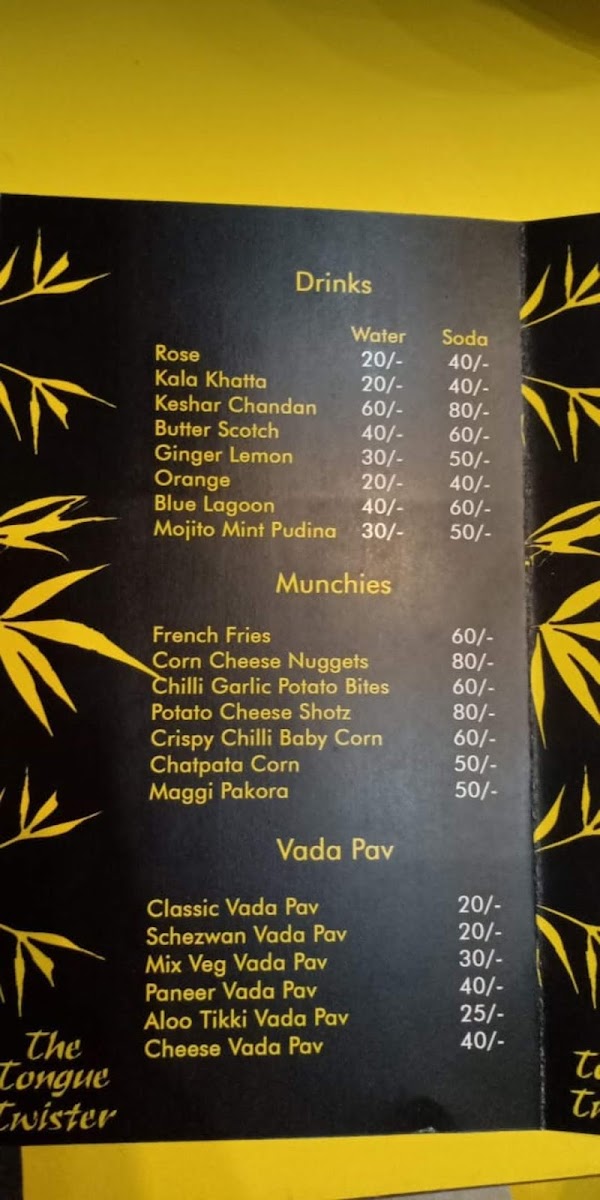 Drinks
Water Soda
Rose 20/- 40/-
Kala Khatta 20/- 40/-
Keshar Chandan 60/- 80/-
Butter Scotch 40/- 60/-
Ginger Lemon 30/- 50/-
Orange 20/- 40/-
Blue Lagoon 40/- 60/-
Mojito Mint Pudina 30/- 50/-
Munchies
French Fries 60/-
Corn Cheese Nuggets 80/-
Chilli Garlic Potato Bites 60/-
Potato Cheese Shotz 80/-
Crispy Chilli Baby Corn 60/-
Chatpata Corn 50/-
Maggi Pakora 50/-
Vada Pav
Classic Vada Pav 20/-
Schezwan Vada Pav 20/-
Mix Veg Vada Pav 30/-
Paneer Vada Pav 40/-
Aloo Tikki Vada Pav 25/-
Cheese Vada Pav 40/-
The
Tongue
Twister